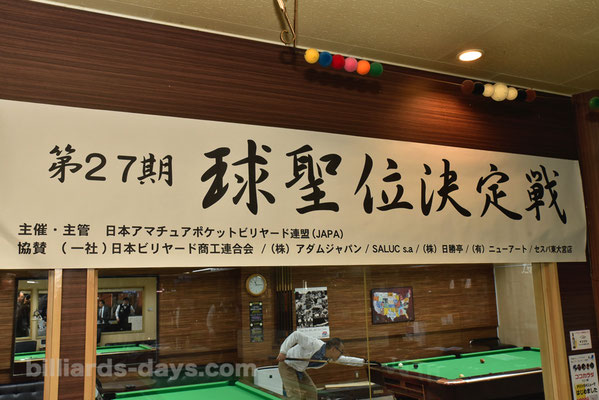 第27期 球聖位決定戦
主催・主管　日本アマチュアポケットビリヤード連盟(JAPA)
協賛　(一社)日本ビリヤード商工連合会 / (株) アダムジャパン / SALUC s.a / (株) 日勝亭 / (有) ニューアート / セスパ東大宮店
billiards-days.com
billiards-days.com